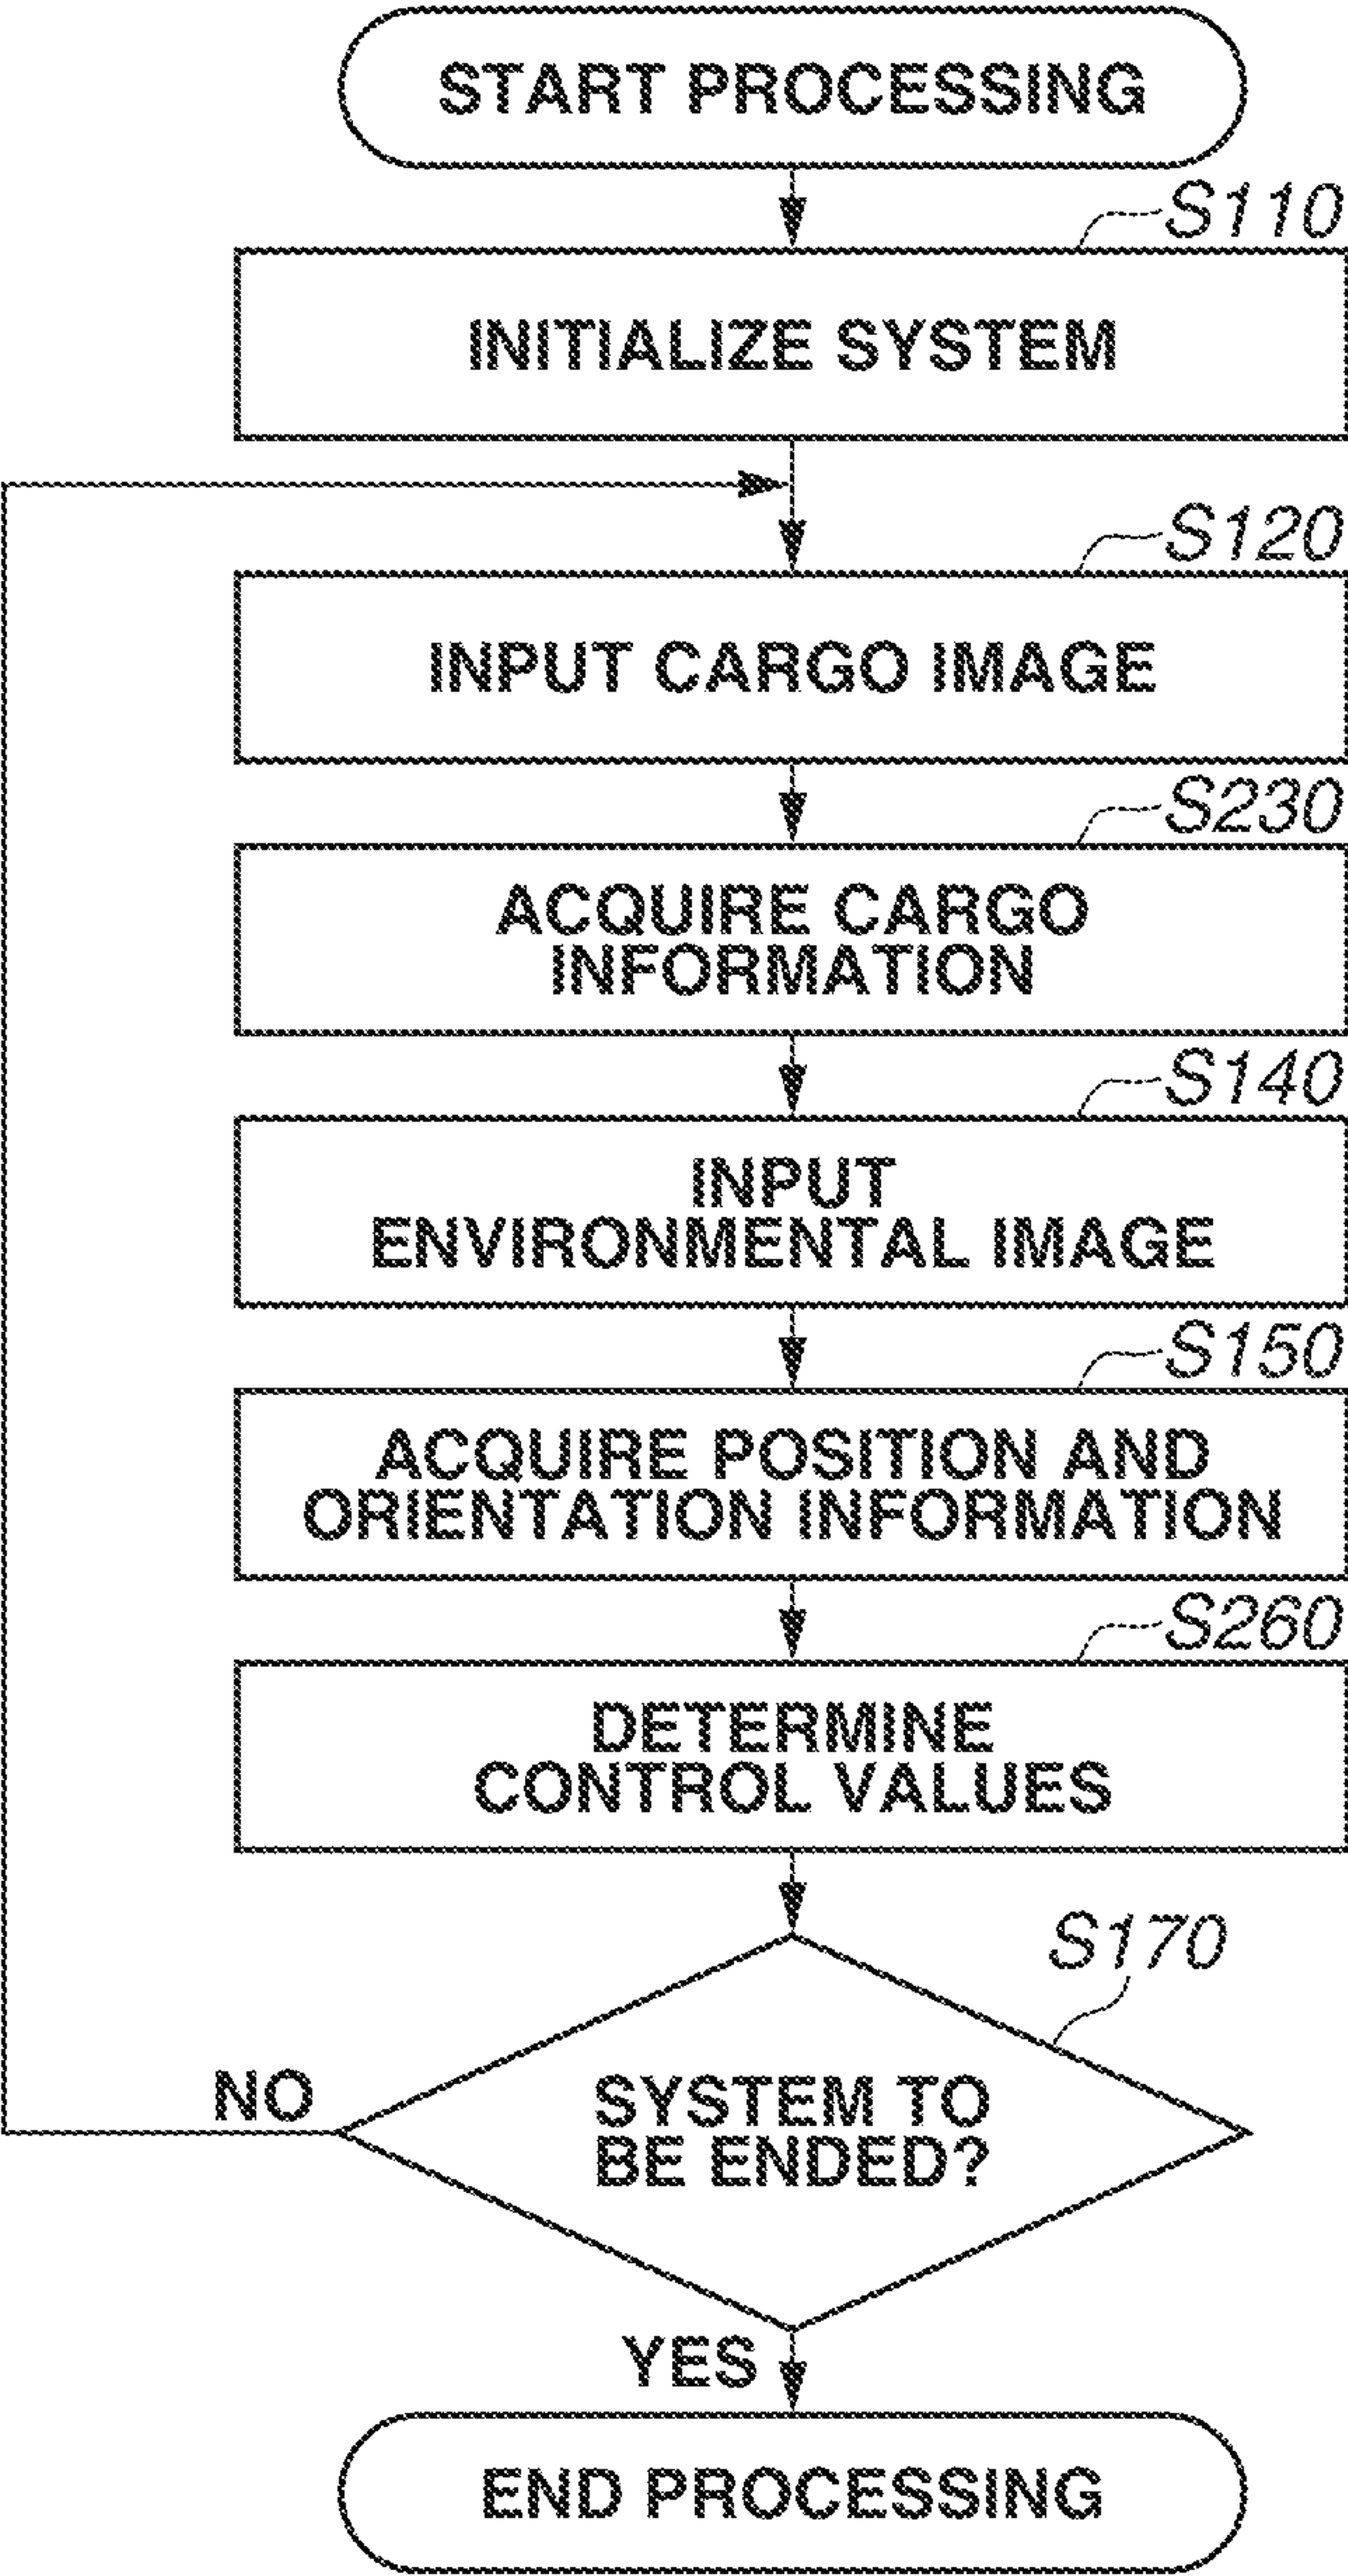 START PROCESSING
S110
INITIALIZE SYSTEM
S120
INPUT CARGO IMAGE
S230
ACQUIRE CARGO
INFORMATION
S140
INPUT
ENVIRONMENTAL IMAGE
S150
ACQUIRE POSITION AND
ORIENTATION INFORMATION
S260
DETERMINE
CONTROL VALUES
S170
SYSTEM TO
BE ENDED?
NO
YES
END PROCESSING